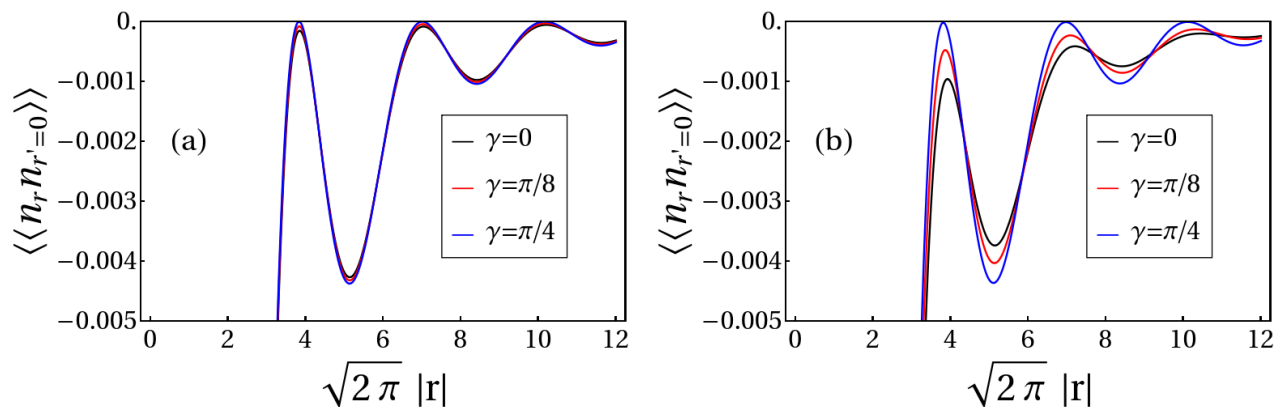 0.
−0.001
−0.002
−0.003
−0.004
−0.005
⟨⟨n_r n_{r'=0}⟩⟩
(a)
γ=0
γ=π/8
γ=π/4
0 2 4 6 8 10 12
√2π |r|
0.
−0.001
−0.002
−0.003
−0.004
−0.005
⟨⟨n_r n_{r'=0}⟩⟩
(b)
γ=0
γ=π/8
γ=π/4
0 2 4 6 8 10 12
√2π |r|